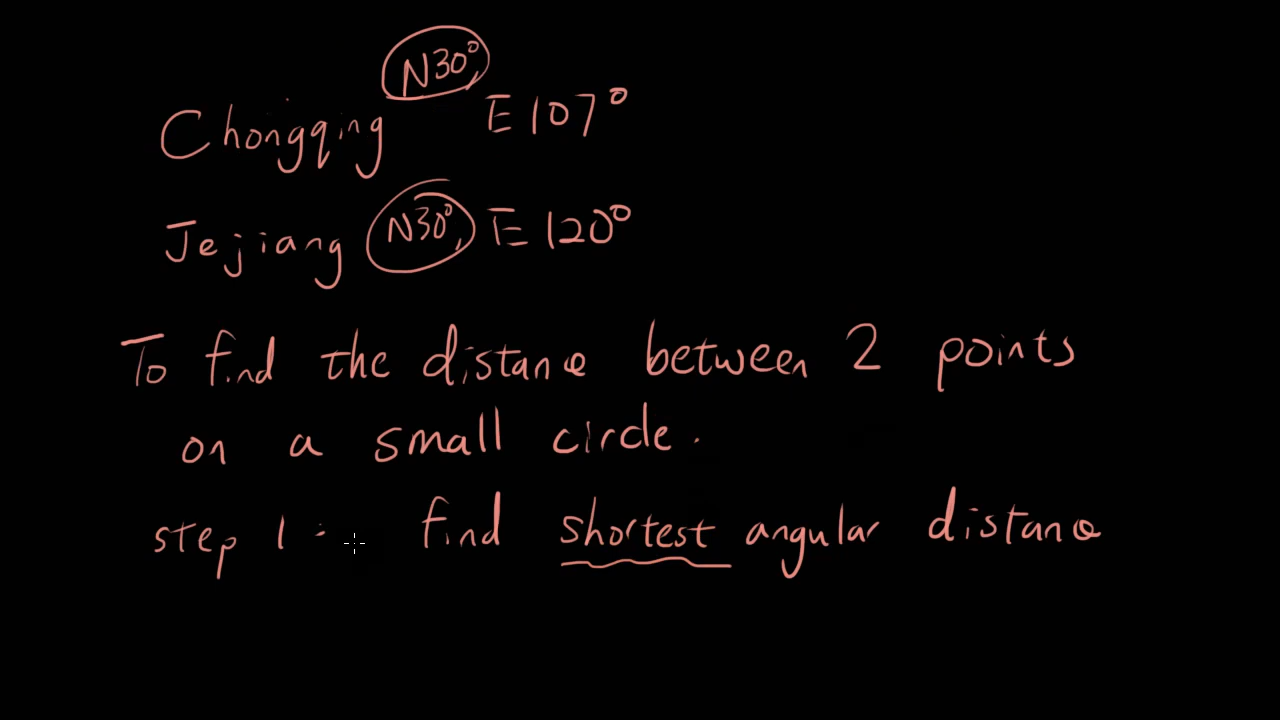 Chongqing N30°, E107°
Jejiang N30°, E120°
To find the distance between 2 points
on a small circle.
step 1: find shortest angular distance